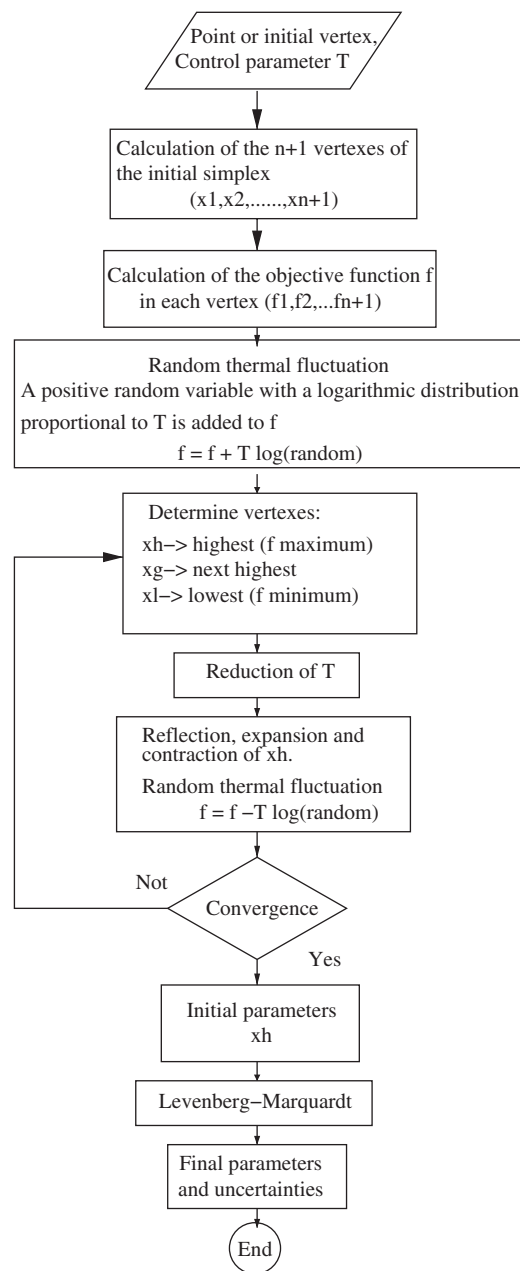 Point or initial vertex,
Control parameter T
Calculation of the n+1 vertexes of
the initial simplex
(x1,x2,......,xn+1)
Calculation of the objective function f
in each vertex (f1,f2,...fn+1)
Random thermal fluctuation
A positive random variable with a logarithmic distribution
proportional to T is added to f
f = f + T log(random)
Determine vertexes:
xh−> highest (f maximum)
xg−> next highest
xl−> lowest (f minimum)
Reduction of T
Reflection, expansion and
contraction of xh.
Random thermal fluctuation
f = f −T log(random)
Not
Convergence
Yes
Initial parameters
xh
Levenberg−Marquardt
Final parameters
and uncertainties
End